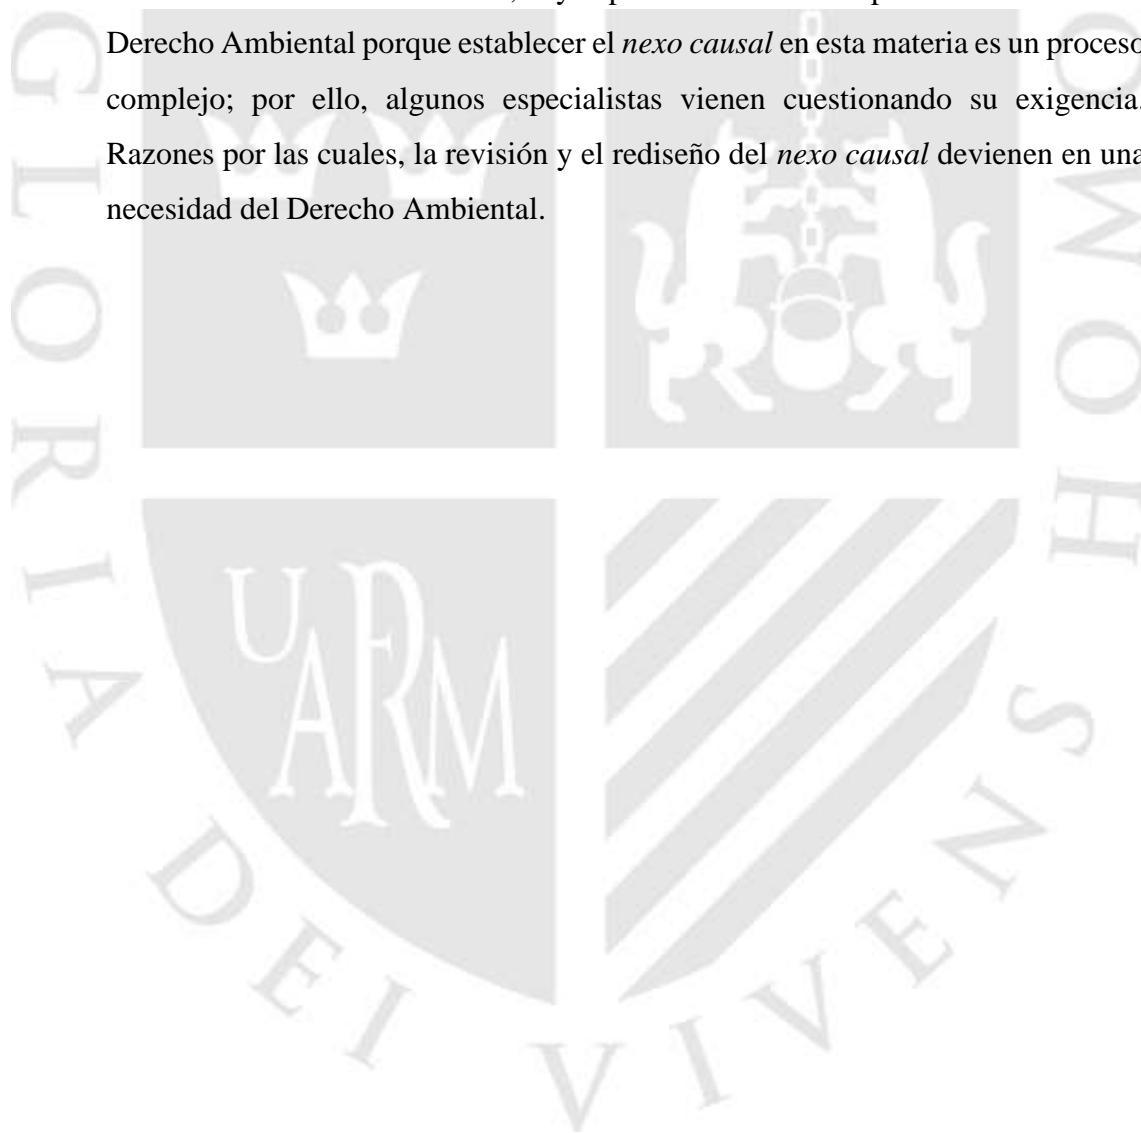 Derecho Ambiental porque establecer el nexo causal en esta materia es un proceso
complejo; por ello, algunos especialistas vienen cuestionando su exigencia.
Razones por las cuales, la revisión y el rediseño del nexo causal devienen en una
necesidad del Derecho Ambiental.
UARM
GLORIA DEI VIVENS HOMO